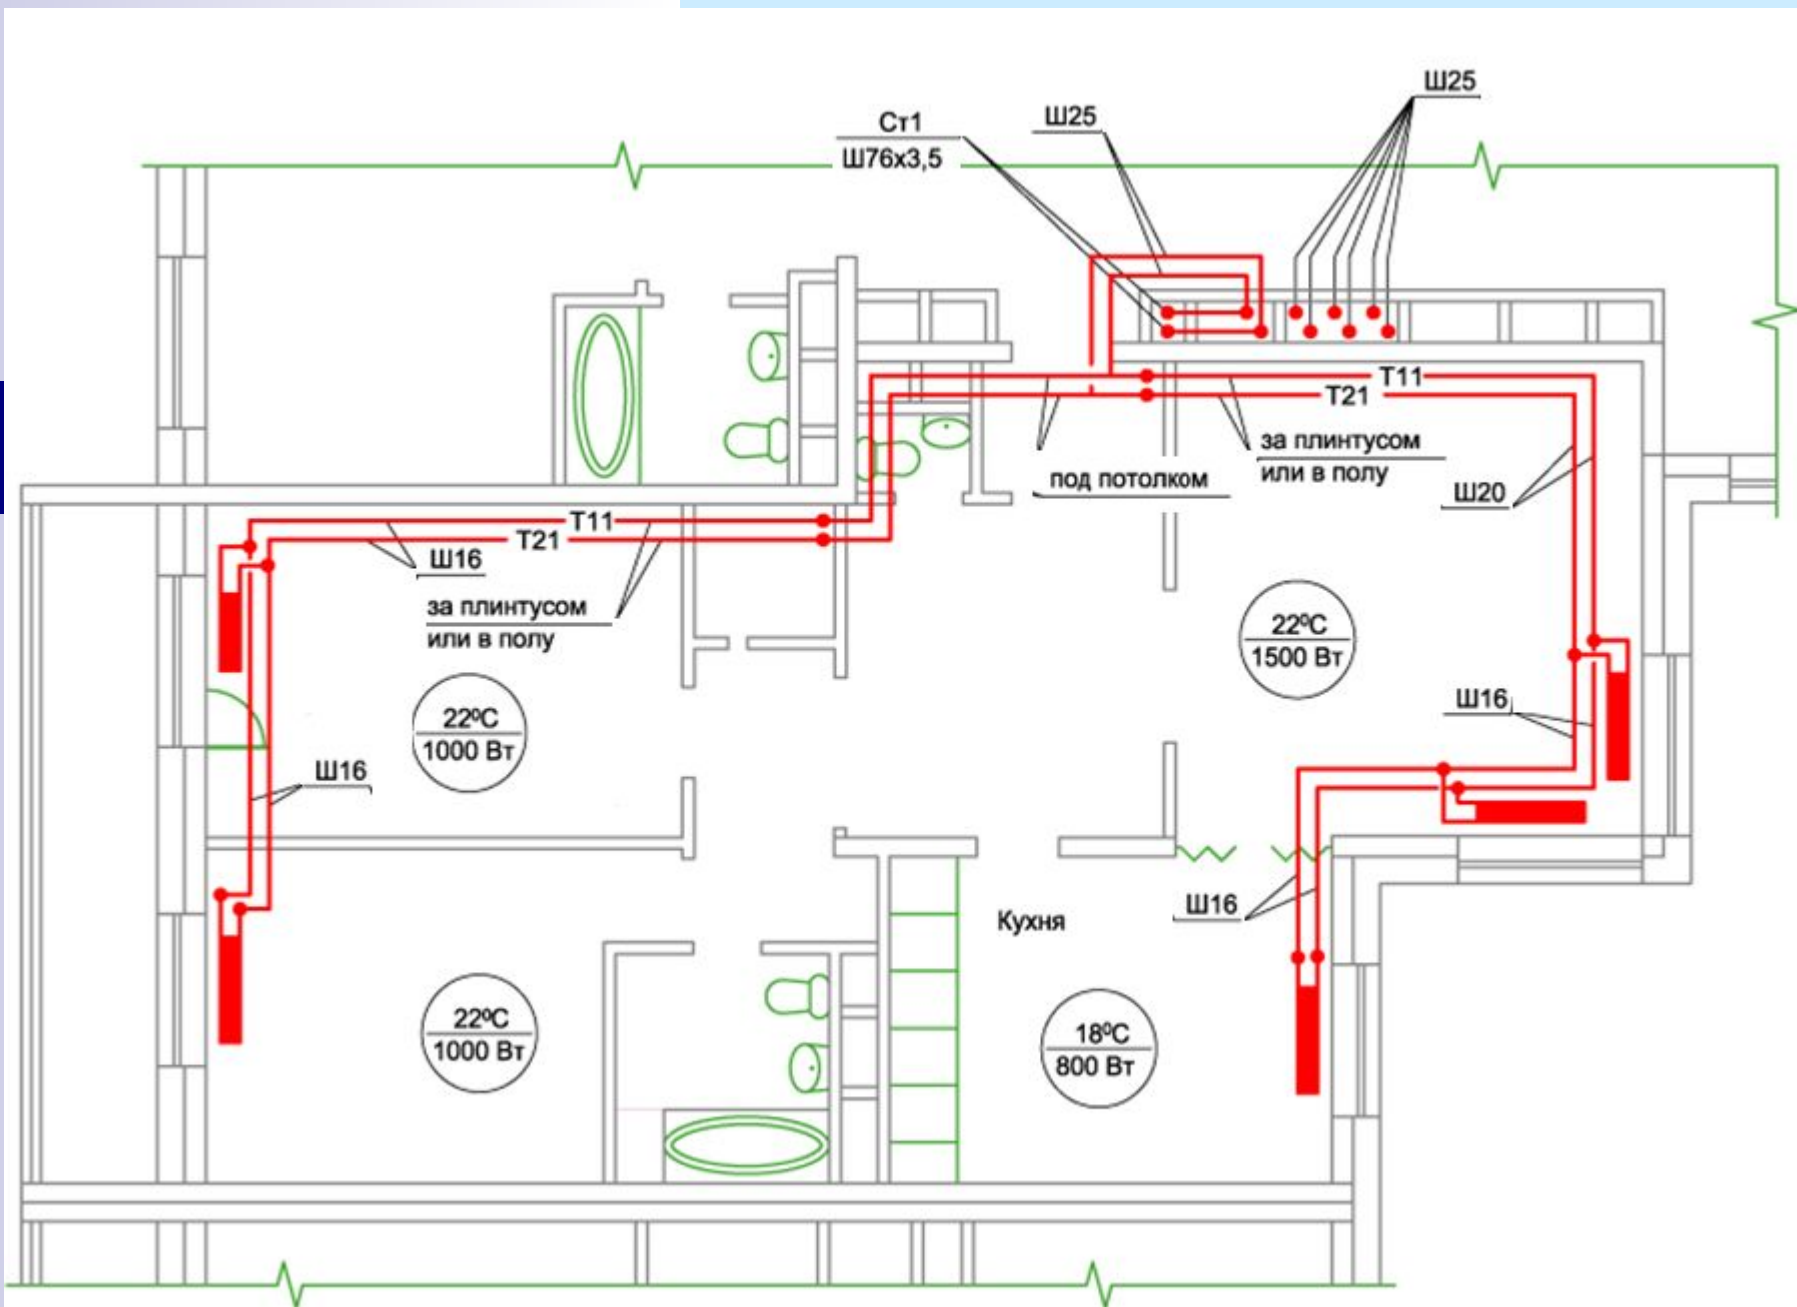 Ш25
Ст1
Ш76х3,5
Ш25
Т11
Т21
за плинтусом
или в полу
под потолком
Ш20
Т11
Т21
Ш16
за плинтусом
или в полу
22⁰С
1500 Вт
22⁰С
1000 Вт
Ш16
Ш16
Ш16
Кухня
22⁰С
1000 Вт
18⁰С
800 Вт